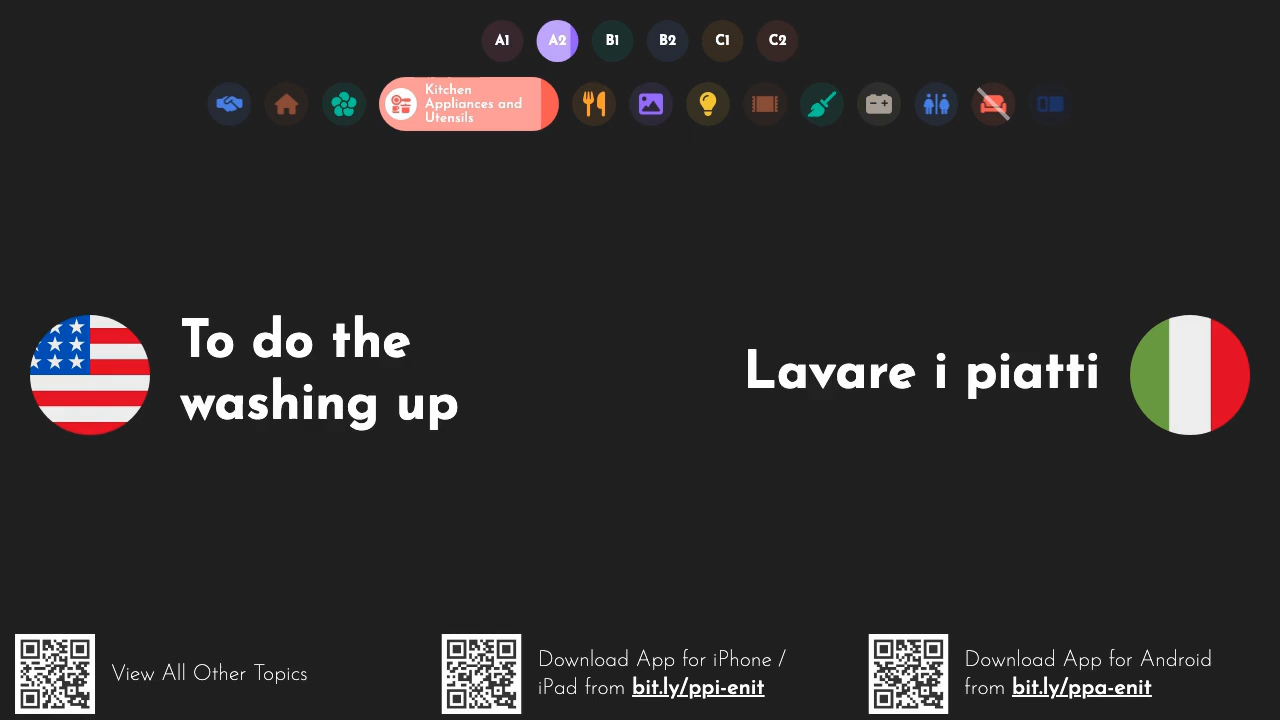 A1 A2 B1 B2 C1 C2
Kitchen
Appliances and
Utensils
To do the
washing up
Lavare i piatti
View All Other Topics
Download App for iPhone /
iPad from bit.ly/ppi-enit
Download App for Android
from bit.ly/ppa-enit